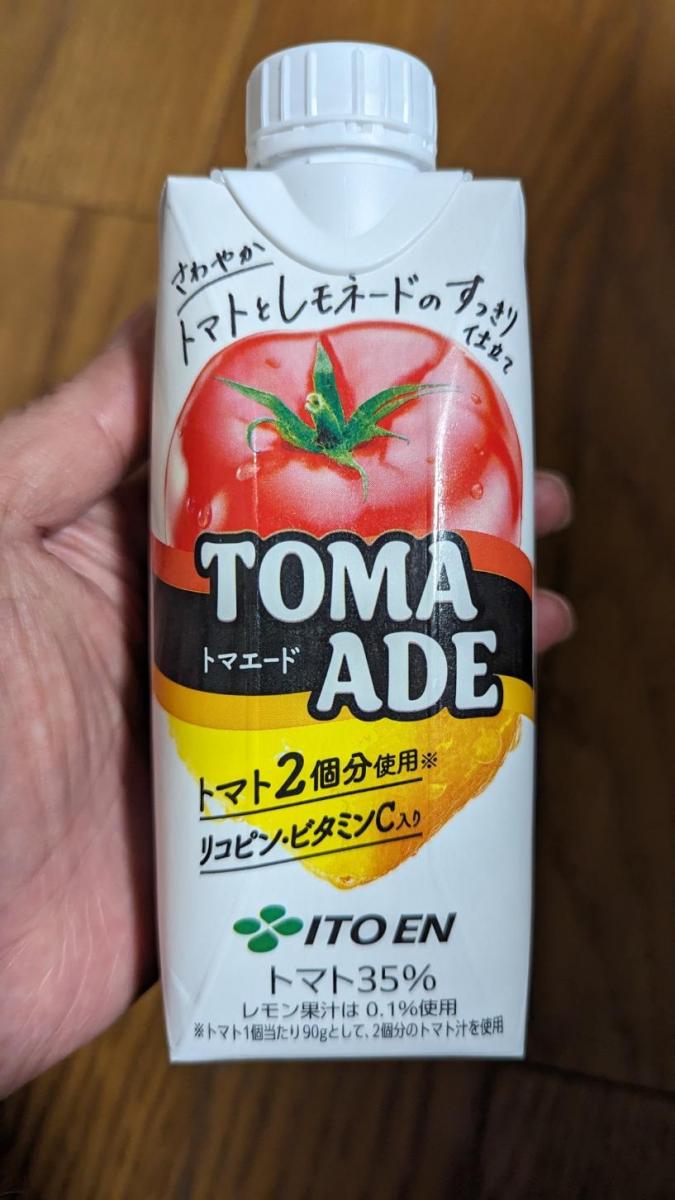 さわやか
トマトとレモネードのすっきり
仕立て
TOMA
トマエード ADE
トマト2個分使用※
リコピン・ビタミンC入り
ITO EN
トマト35%
レモン果汁は 0.1%使用
※トマト1個当たり90gとして、2個分のトマト汁を使用